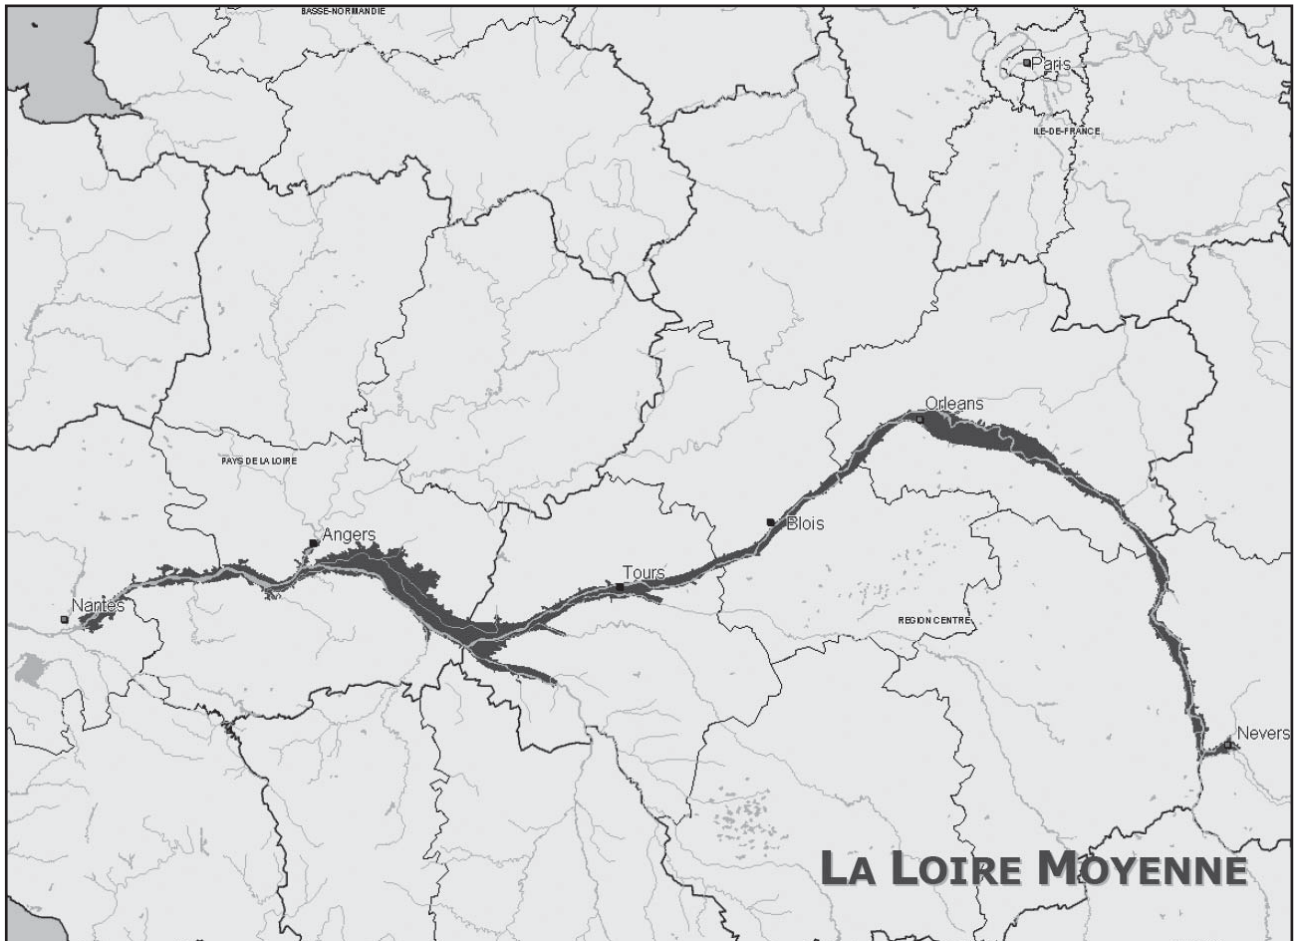 BASSE-NORMANDIE
Paris
ILE-DE-FRANCE
Orleans
PAYS DE LA LOIRE
Angers
Blois
Tours
Nantes
REGION CENTRE
Nevers
LA LOIRE MOYENNE